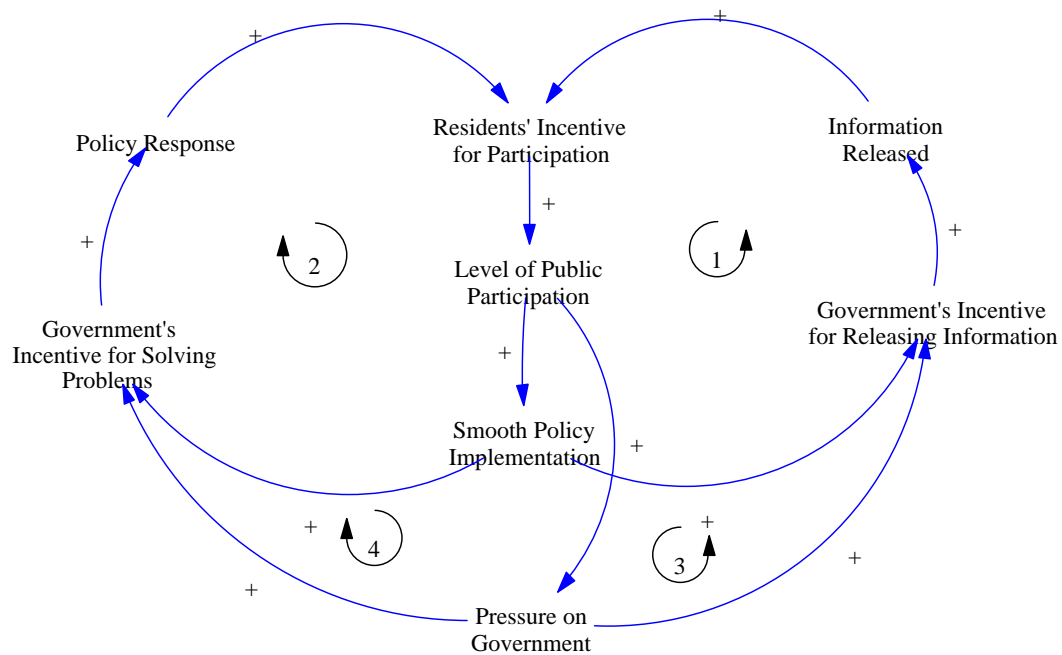 +
+
Policy Response
Residents' Incentive
for Participation
Information
Released
+
+
+
2
1
Level of Public
Participation
Government's
Incentive for Solving
Problems
Government's Incentive
for Releasing Information
+
Smooth Policy
Implementation
+
+
+
4
3
+
+
Pressure on
Government